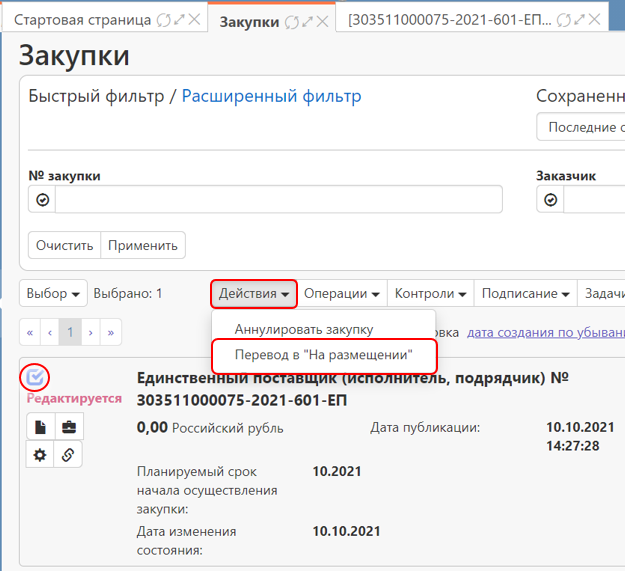 Стартовая страница
Закупки
[303511000075-2021-601-ЕП...
Закупки
Быстрый фильтр / Расширенный фильтр
Сохраненн
Последние с
№ закупки
Заказчик
Очистить
Применить
Выбор
Выбрано: 1
Действия
Операции
Контроли
Подписание
Задачи
Аннулировать закупку
Перевод в "На размещении"
« ‹ 1 › »
овка дата создания по убывани
Единственный поставщик (исполнитель, подрядчик) №
303511000075-2021-601-ЕП
Редактируется
0,00 Российский рубль
Дата публикации:
10.10.2021
14:27:28
Планируемый срок
начала осуществления
закупки:
10.2021
Дата изменения
состояния:
10.10.2021